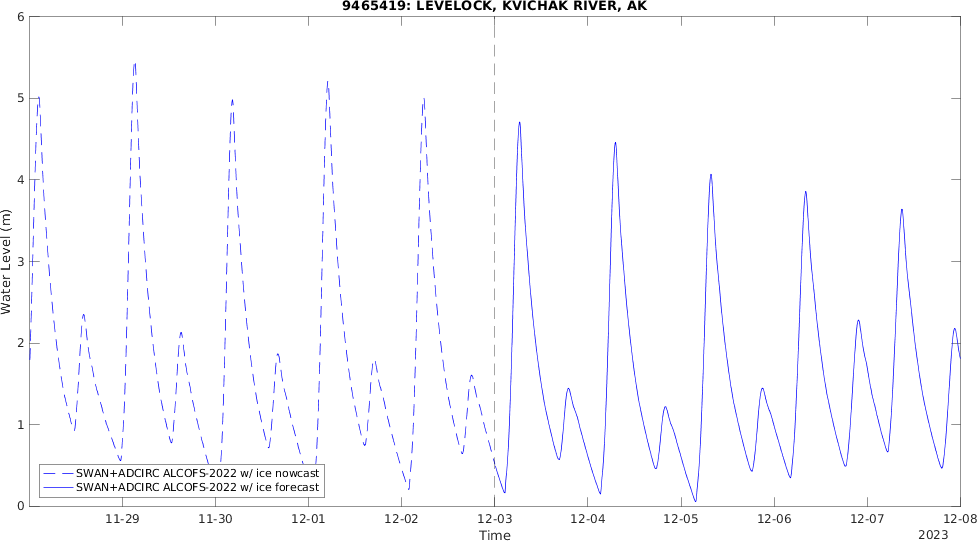 9465419: LEVELOCK, KVICHAK RIVER, AK
6
5
4
3
2
1
0
Water Level (m)
SWAN+ADCIRC ALCOFS-2022 w/ ice nowcast
SWAN+ADCIRC ALCOFS-2022 w/ ice forecast
11-29 11-30 12-01 12-02 12-03 12-04 12-05 12-06 12-07 12-08
Time
2023